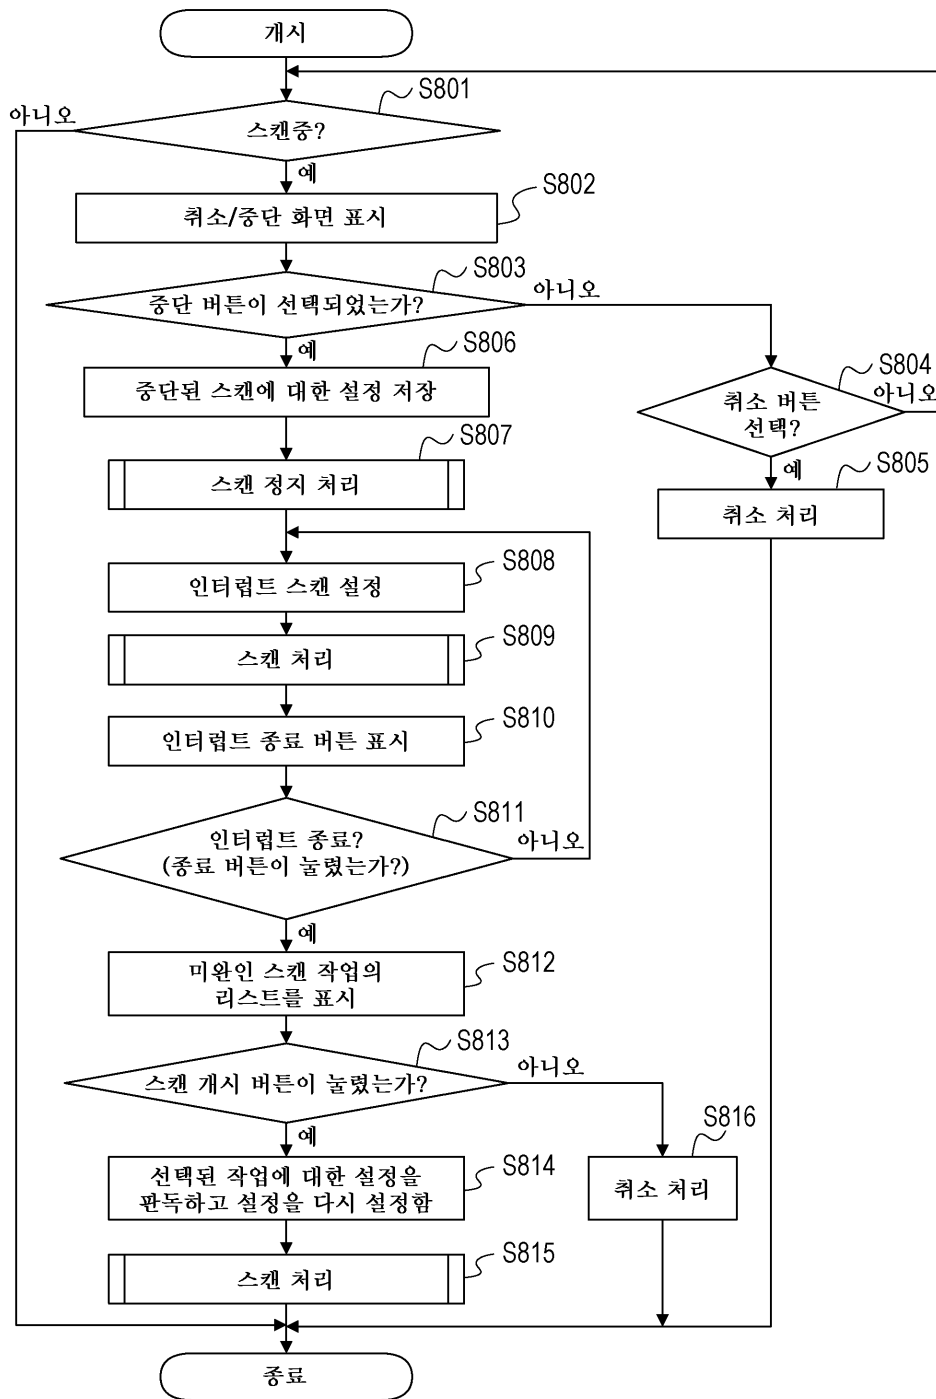 개시
S801
아니오
스캔중?
예
S802
취소/중단 화면 표시
S803
아니오
중단 버튼이 선택되었는가?
예
S806
S804
중단된 스캔에 대한 설정 저장
아니오
취소 버튼
선택?
S807
예
S805
스캔 정지 처리
취소 처리
S808
인터럽트 스캔 설정
S809
스캔 처리
S810
인터럽트 종료 버튼 표시
S811
인터럽트 종료?
(종료 버튼이 눌렸는가?)
아니오
예
S812
미완인 스캔 작업의
리스트를 표시
S813
아니오
스캔 개시 버튼이 눌렸는가?
S816
예
S814
선택된 작업에 대한 설정을
판독하고 설정을 다시 설정함
취소 처리
S815
스캔 처리
종료